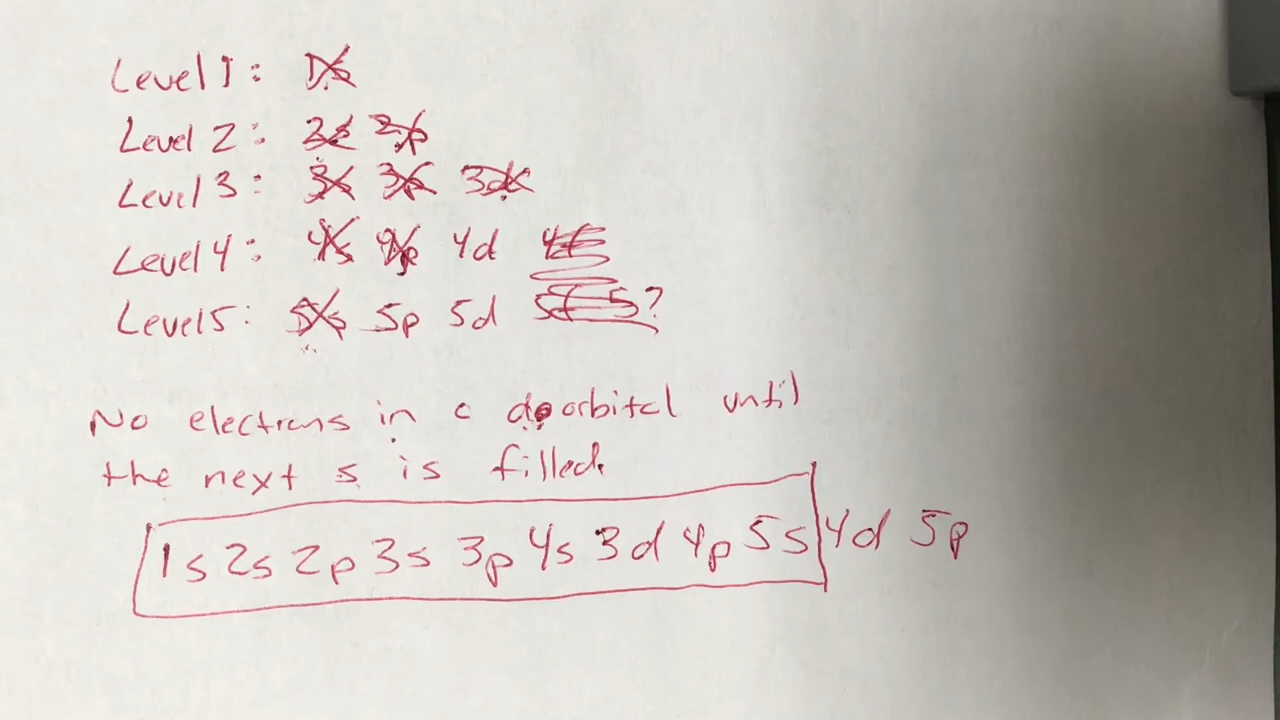 Level 1: 1s
Level 2: 2s 2p
Level 3: 3s 3p 3d
Level 4: 4s 4p 4d 4f
Level 5: 5s 5p 5d 5f 5?
No electrons in a d orbital until
the next s is filled.
1s 2s 2p 3s 3p 4s 3d 4p 5s 4d 5p